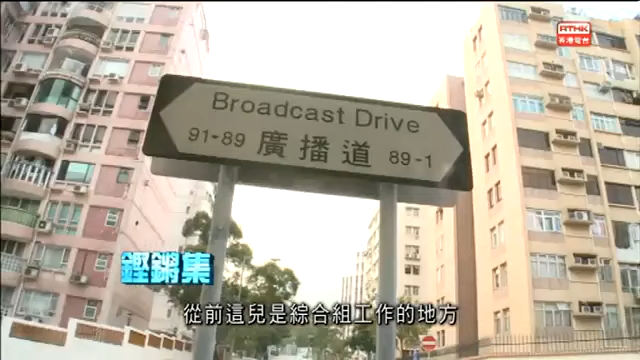 RTHK
香港電台
Broadcast Drive
91-89 廣播道 89-1
鏗鏘集
從前這兒是綜合組工作的地方